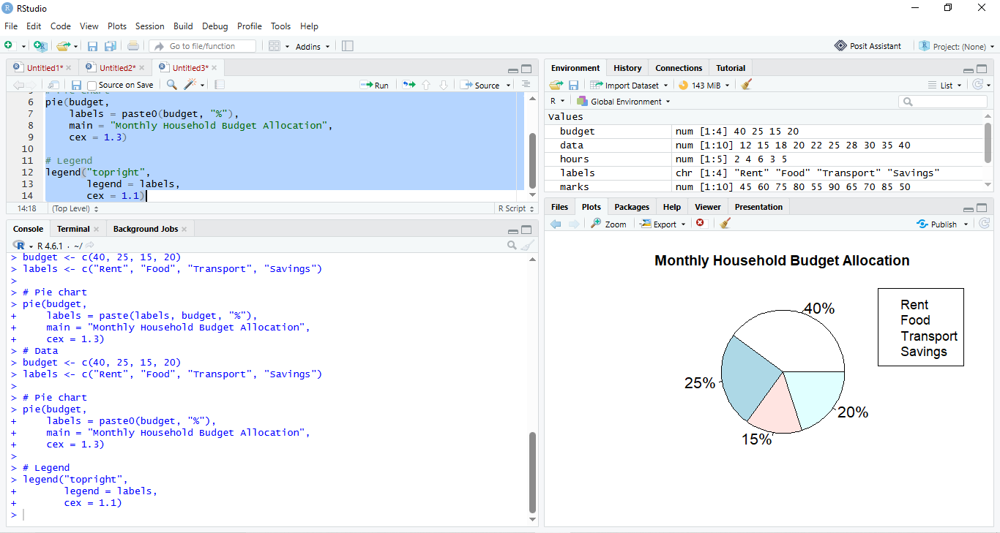 RStudio
File Edit Code View Plots Session Build Debug Profile Tools Help
Go to file/function Addins Posit Assistant Project: (None)
Untitled1* Untitled2* Untitled3*
Source on Save Run Source
5 # Pie chart
6 pie(budget,
7 labels = paste0(budget, "%"),
8 main = "Monthly Household Budget Allocation",
9 cex = 1.3)
10
11 # Legend
12 legend("topright",
13 legend = labels,
14 cex = 1.1)
14:18 (Top Level) R Script
Console Terminal Background Jobs
R 4.6.1 · ~/
> budget <- c(40, 25, 15, 20)
> labels <- c("Rent", "Food", "Transport", "Savings")
>
> # Pie chart
> pie(budget,
+ labels = paste(labels, budget, "%"),
+ main = "Monthly Household Budget Allocation",
+ cex = 1.3)
> # Data
> budget <- c(40, 25, 15, 20)
> labels <- c("Rent", "Food", "Transport", "Savings")
>
> # Pie chart
> pie(budget,
+ labels = paste0(budget, "%"),
+ main = "Monthly Household Budget Allocation",
+ cex = 1.3)
>
> # Legend
> legend("topright",
+ legend = labels,
+ cex = 1.1)
>
Environment History Connections Tutorial
Import Dataset 143 MiB List
R Global Environment
Values
budget num [1:4] 40 25 15 20
data num [1:10] 12 15 18 20 22 25 28 30 35 40
hours num [1:5] 2 4 6 3 5
labels chr [1:4] "Rent" "Food" "Transport" "Savings"
marks num [1:10] 45 60 75 80 55 90 65 70 85 50
Files Plots Packages Help Viewer Presentation
Zoom Export Publish
Monthly Household Budget Allocation
40%
25%
15%
20%
Rent
Food
Transport
Savings